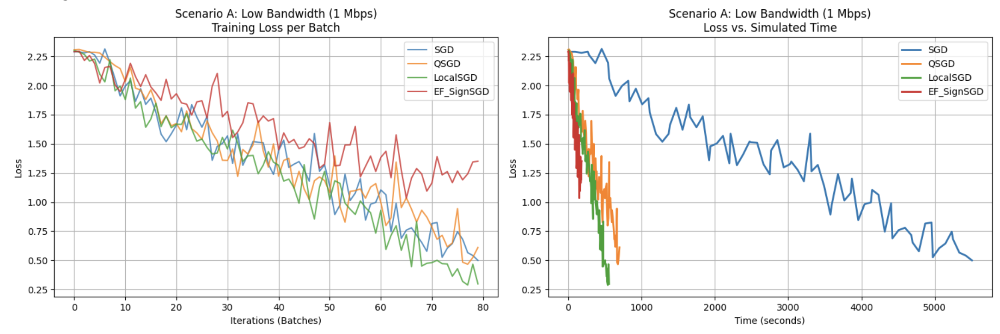 Scenario A: Low Bandwidth (1 Mbps)
Training Loss per Batch
2.25
2.00
1.75
1.50
1.25
1.00
0.75
0.50
0.25
Loss
SGD
QSGD
LocalSGD
EF_SignSGD
0 10 20 30 40 50 60 70 80
Iterations (Batches)
Scenario A: Low Bandwidth (1 Mbps)
Loss vs. Simulated Time
2.25
2.00
1.75
1.50
1.25
1.00
0.75
0.50
0.25
Loss
SGD
QSGD
LocalSGD
EF_SignSGD
0 1000 2000 3000 4000 5000
Time (seconds)